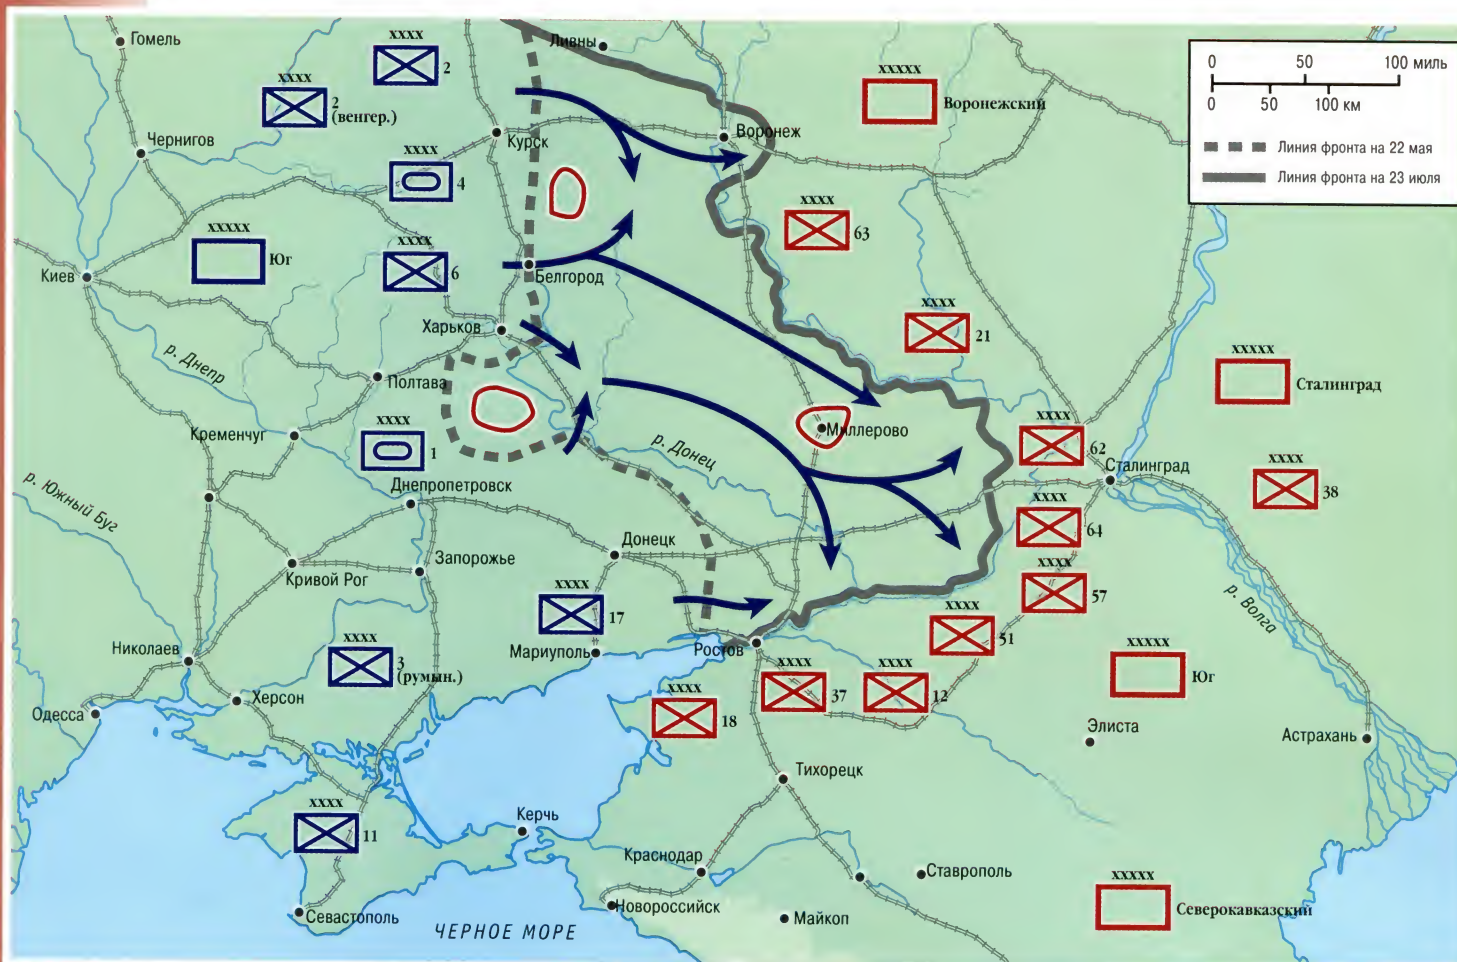 Гомель
xxxx
2
xxxx
2
(венгер.)
Ливны
xxxxx
Воронежский
0 50 100 миль
0 50 100 км
Линия фронта на 22 мая
Линия фронта на 23 июля
Чернигов
Курск
Воронеж
xxxx
4
xxxx
63
xxxxx
Юг
xxxx
6
Киев
Белгород
Харьков
xxxx
21
р. Днепр
Полтава
xxxxx
Сталинград
Кременчуг
xxxx
1
Миллерово
р. Донец
xxxx
62
Сталинград
xxxx
38
р. Южный Буг
Днепропетровск
xxxx
64
Донецк
Запорожье
Кривой Рог
xxxx
17
xxxx
57
р. Волга
xxxx
51
Николаев
xxxx
3
(румын.)
Мариуполь
Ростов
xxxx
37
xxxx
12
xxxxx
Юг
Херсон
Одесса
xxxx
18
Элиста
Астрахань
Тихорецк
xxxx
11
Керчь
Краснодар
Ставрополь
xxxxx
Северокавказский
Севастополь
Новороссийск
Майкоп
ЧЕРНОЕ МОРЕ